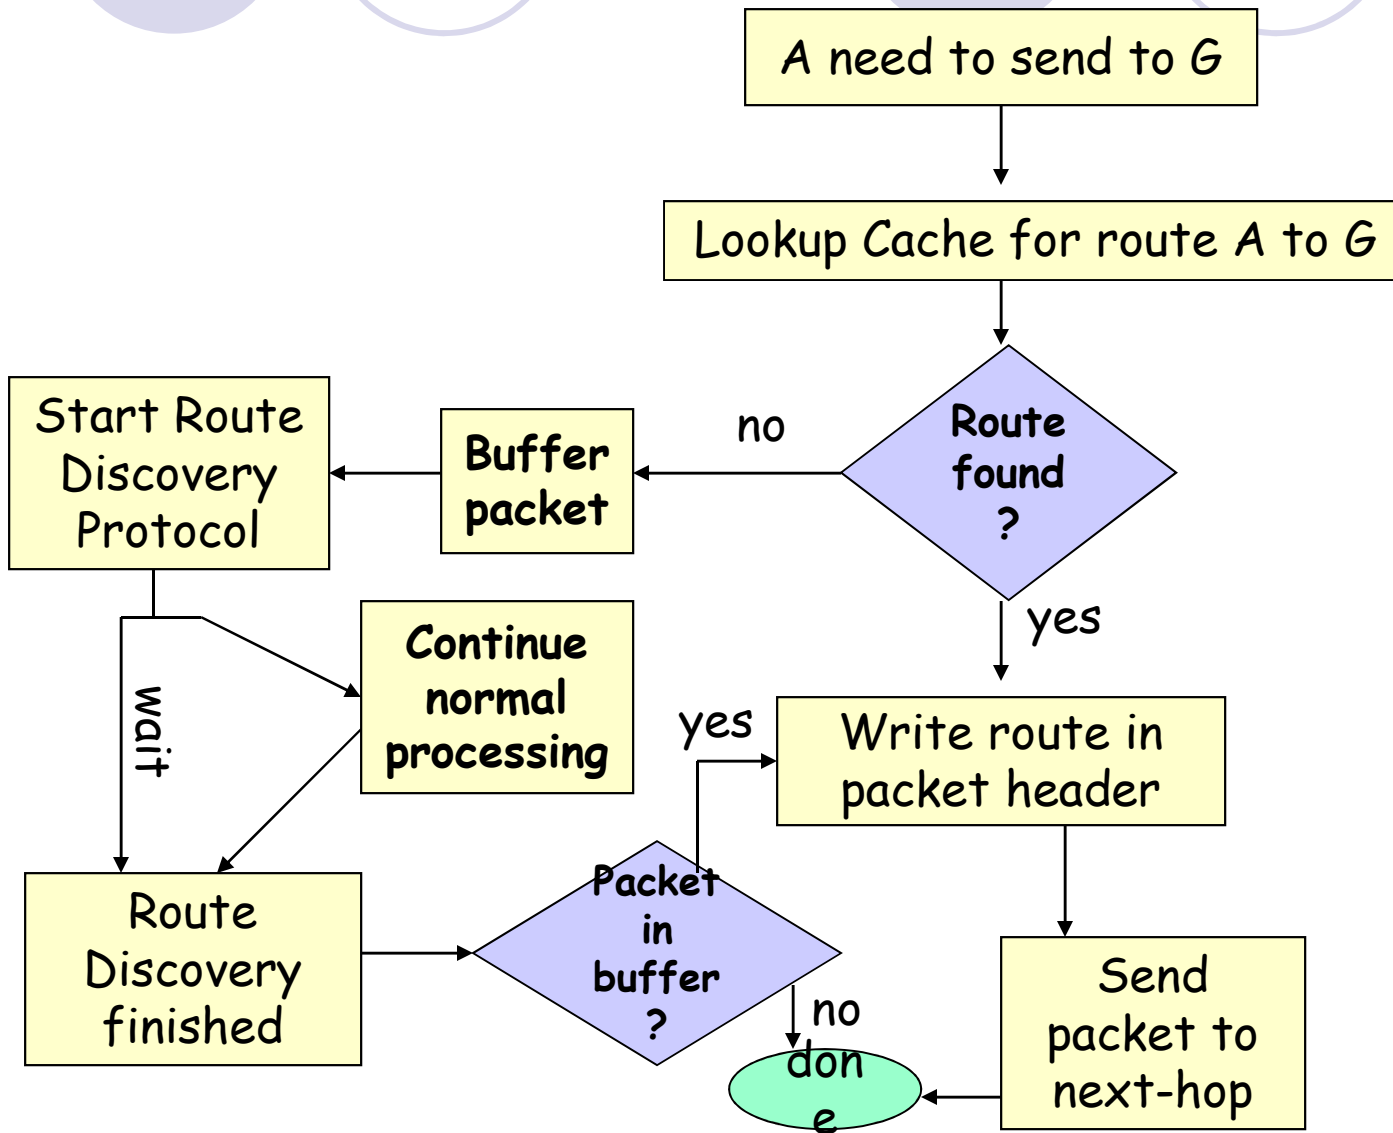 A need to send to G
Lookup Cache for route A to G
Route
found
?
no
Buffer
packet
Start Route
Discovery
Protocol
yes
wait
Continue
normal
processing
yes
Write route in
packet header
Route
Discovery
finished
Packet
in
buffer
?
no
don
e
Send
packet to
next-hop